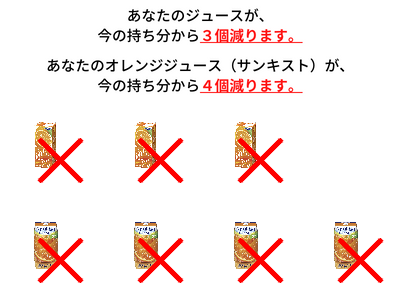 あなたのジュースが、
今の持ち分から３個減ります。
あなたのオレンジジュース（サンキスト）が、
今の持ち分から４個減ります。